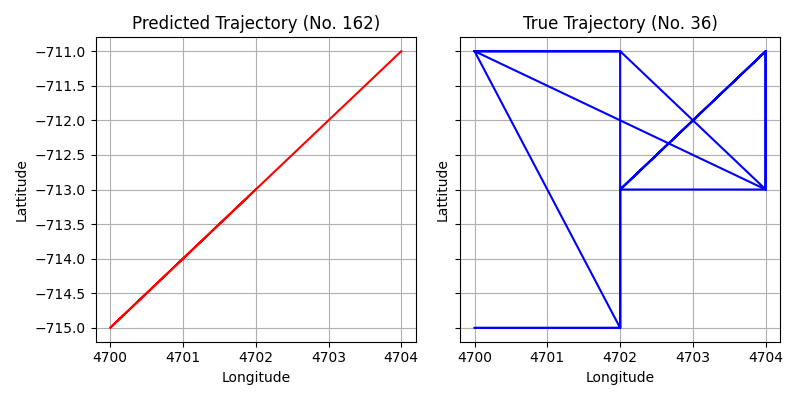 Predicted Trajectory (No. 162)
True Trajectory (No. 36)
−711.0
−711.5
−712.0
−712.5
−713.0
−713.5
−714.0
−714.5
−715.0
Lattitude
Lattitude
4700 4701 4702 4703 4704
4700 4701 4702 4703 4704
Longitude
Longitude